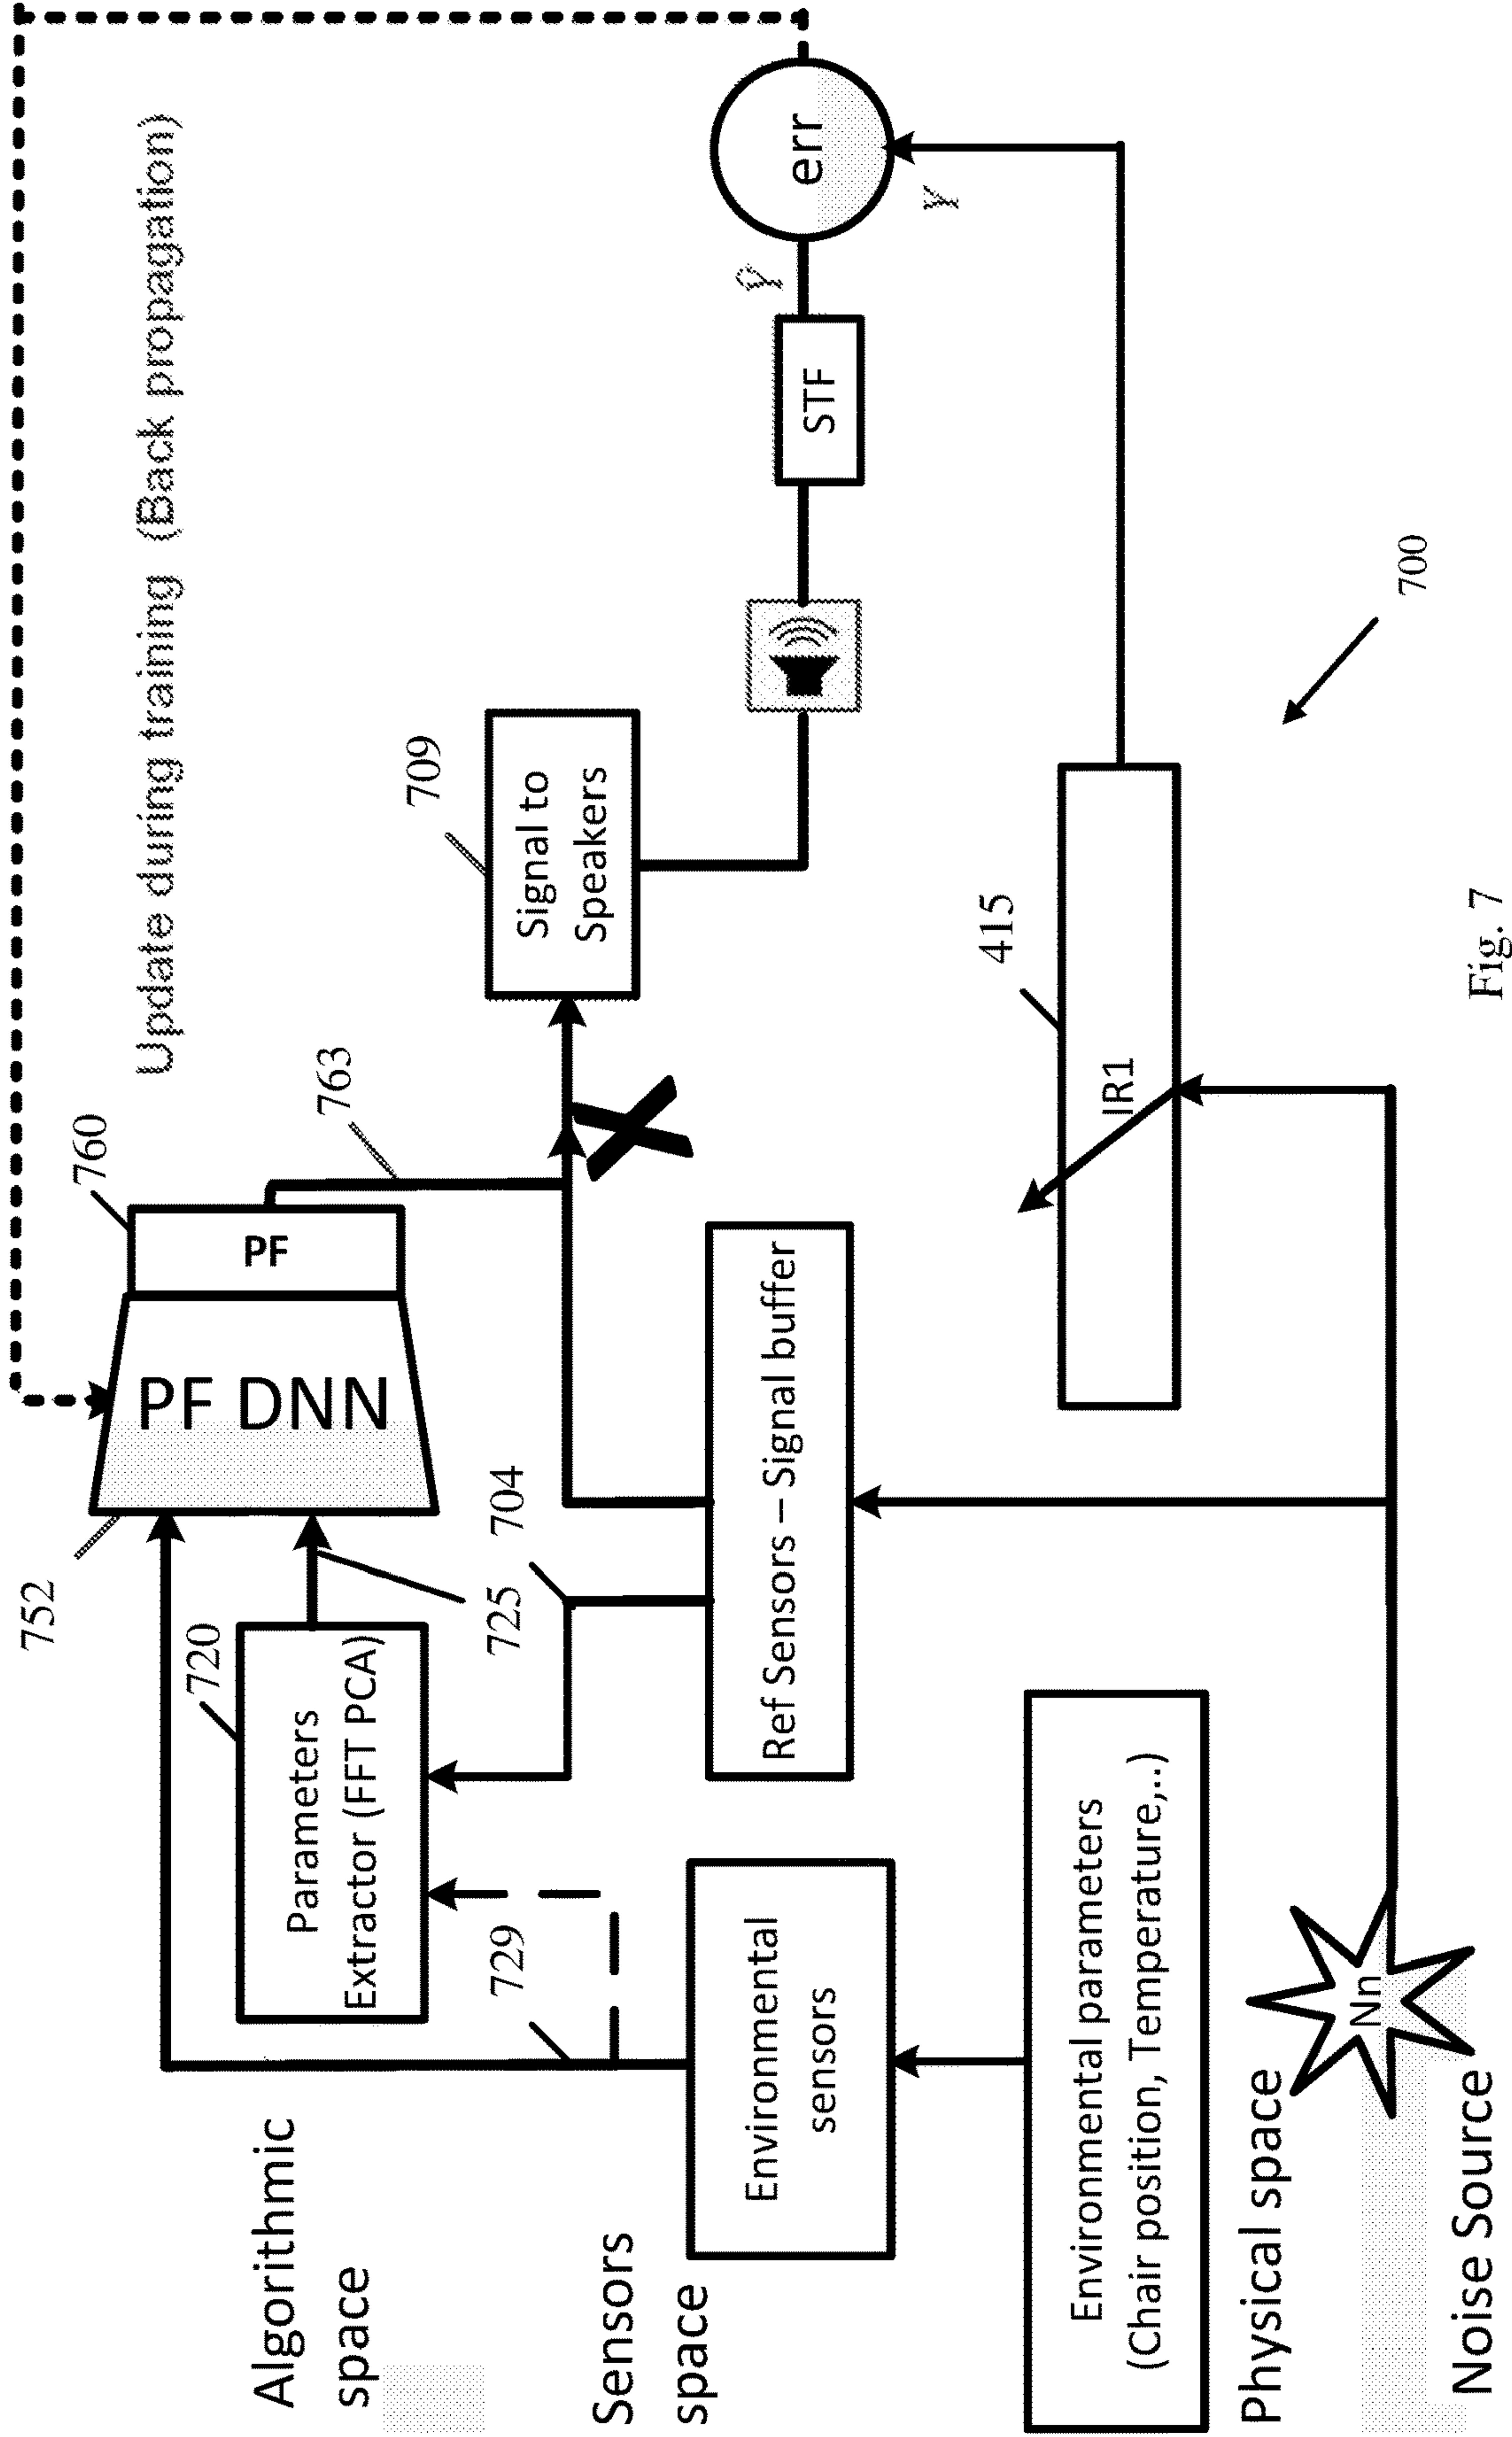 Update during training (Back propagation)
752
760
PF DNN
PF
763
720
Parameters
Extractor (FFT PCA)
725
704
729
709
Signal to
Speakers
Algorithmic
space
Sensors
space
Environmental
sensors
Ref Sensors – Signal buffer
STF
Ŷ
err
Y
Environmental parameters
(Chair position, Temperature,..)
415
IR1
Physical space
Nn
Noise Source
700
Fig. 7